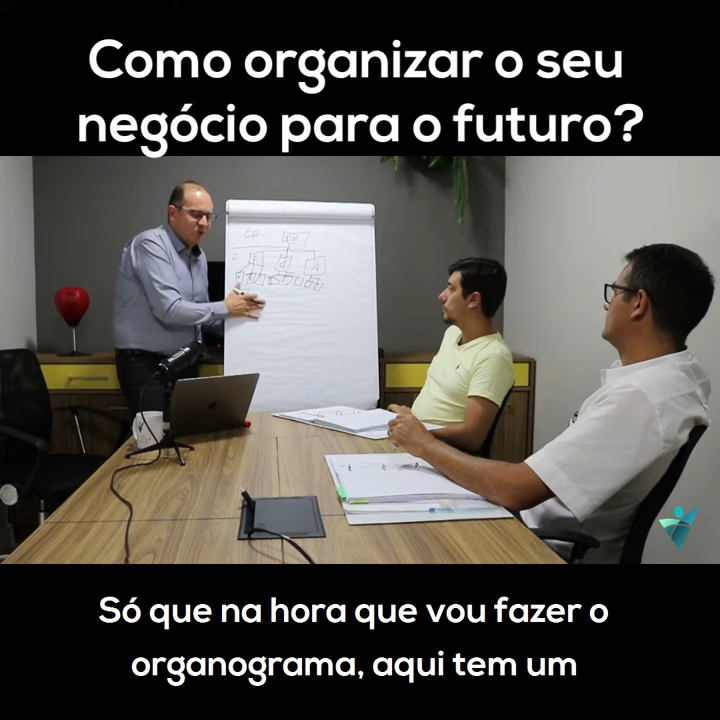 Como organizar o seu
negócio para o futuro?
Só que na hora que vou fazer o
organograma, aqui tem um